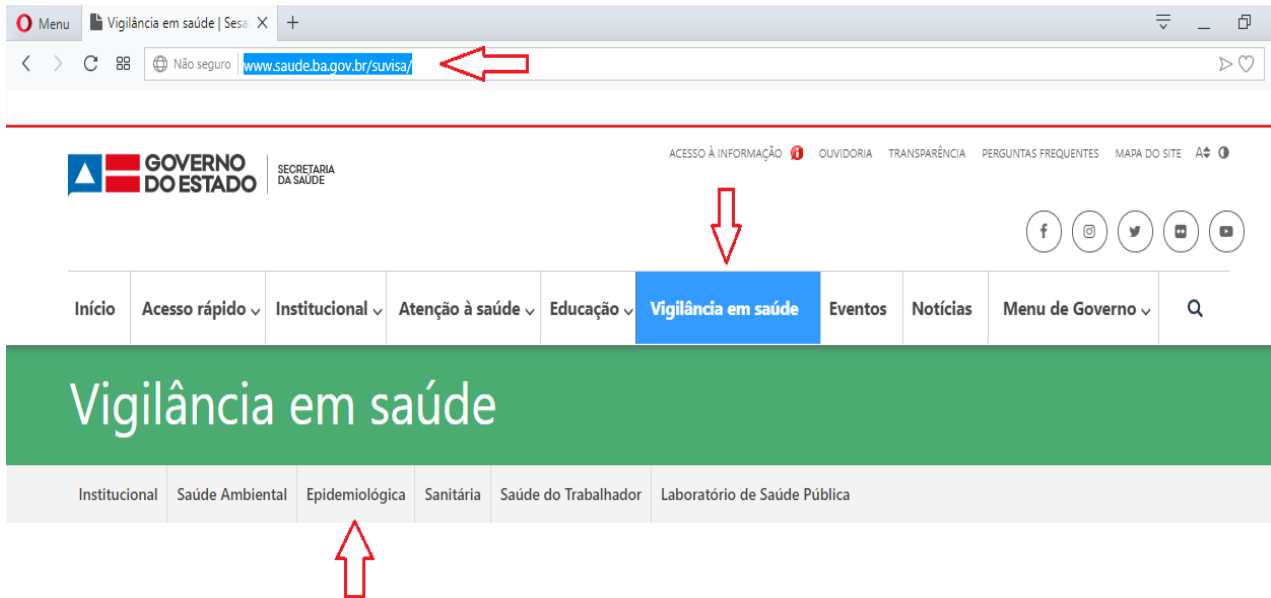 Menu Vigilância em saúde | Sesa
Não seguro www.saude.ba.gov.br/suvisa/
ACESSO À INFORMAÇÃO OUVIDORIA TRANSPARÊNCIA PERGUNTAS FREQUENTES MAPA DO SITE A
GOVERNO
DO ESTADO
SECRETARIA
DA SAÚDE
Início Acesso rápido Institucional Atenção à saúde Educação Vigilância em saúde Eventos Notícias Menu de Governo
Vigilância em saúde
Institucional Saúde Ambiental Epidemiológica Sanitária Saúde do Trabalhador Laboratório de Saúde Pública